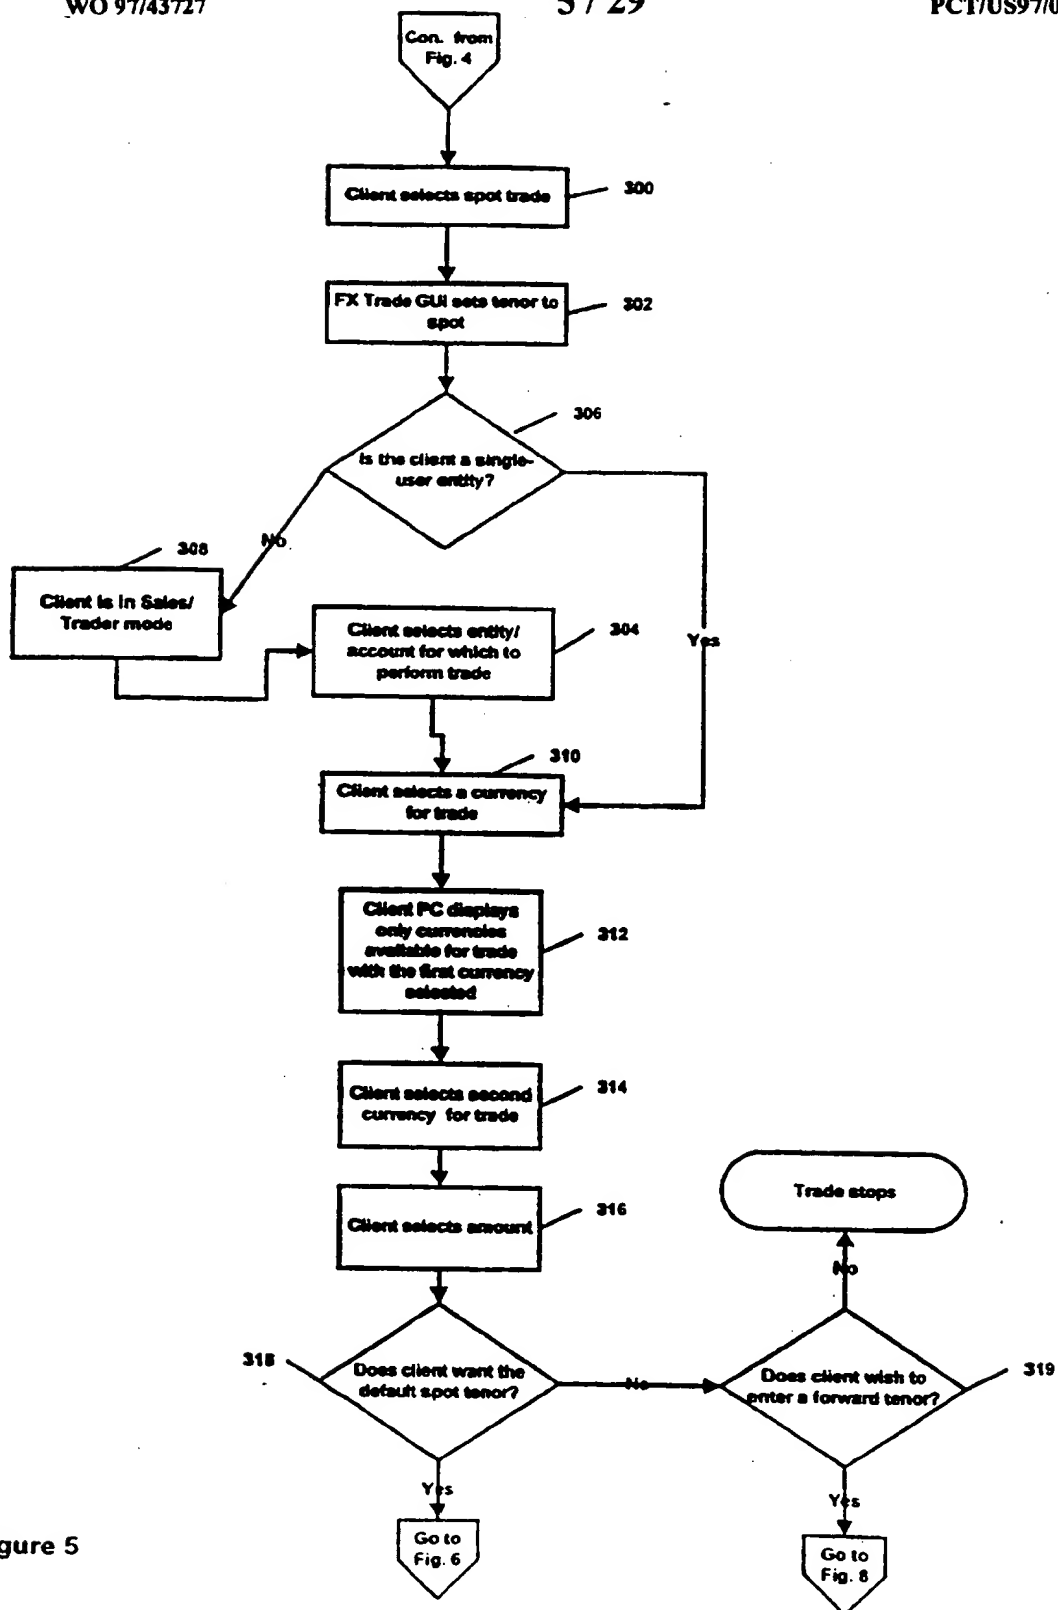 WO 97/43727
5 / 29
PCT/US97/0
Con. from
Fig. 4
Client selects spot trade
300
FX Trade GUI sets tenor to
spot
302
306
Is the client a single-
user entity?
No
308
Client is in Sales/
Trader mode
Client selects entity/
account for which to
perform trade
304
Yes
310
Client selects a currency
for trade
Client PC displays
only currencies
available for trade
with the first currency
selected
312
Client selects second
currency for trade
314
Client selects amount
316
Trade stops
No
318
Does client want the
default spot tenor?
No
Does client wish to
enter a forward tenor?
319
Yes
Go to
Fig. 6
Yes
Go to
Fig. 8
gure 5